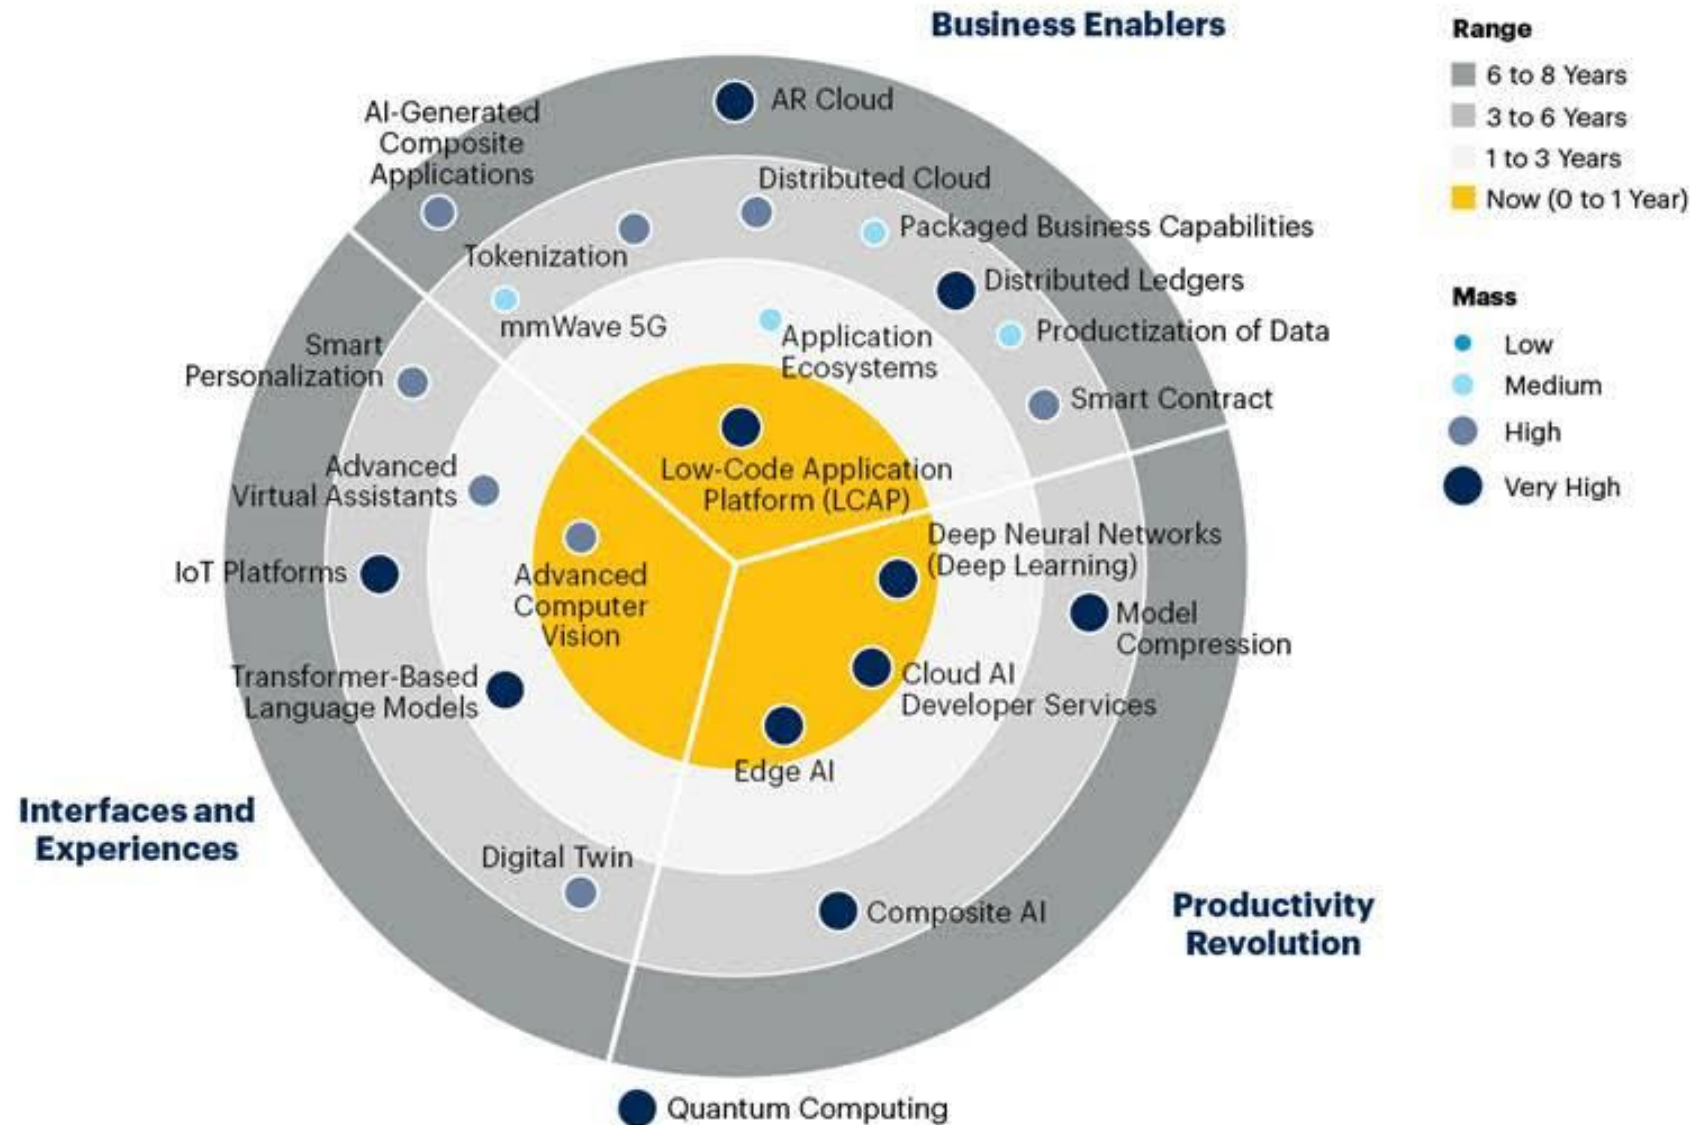 Business Enablers
AR Cloud
AI-Generated
Composite
Applications
Distributed Cloud
Packaged Business Capabilities
Tokenization
Distributed Ledgers
mmWave 5G
Application
Ecosystems
Productization of Data
Smart
Personalization
Smart Contract
Low-Code Application
Platform (LCAP)
Advanced
Virtual Assistants
Deep Neural Networks
(Deep Learning)
IoT Platforms
Advanced
Computer
Vision
Model
Compression
Transformer-Based
Language Models
Cloud AI
Developer Services
Edge AI
Interfaces and
Experiences
Digital Twin
Composite AI
Productivity
Revolution
Quantum Computing
Range
6 to 8 Years
3 to 6 Years
1 to 3 Years
Now (0 to 1 Year)
Mass
Low
Medium
High
Very High